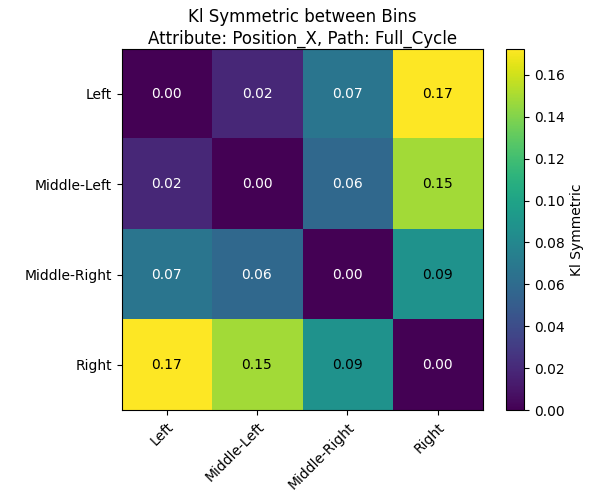 Kl Symmetric between Bins
Attribute: Position_X, Path: Full_Cycle
Left 0.00 0.02 0.07 0.17
Middle-Left 0.02 0.00 0.06 0.15
Middle-Right 0.07 0.06 0.00 0.09
Right 0.17 0.15 0.09 0.00
Left Middle-Left Middle-Right Right
0.16
0.14
0.12
0.10
0.08
0.06
0.04
0.02
0.00
Kl Symmetric